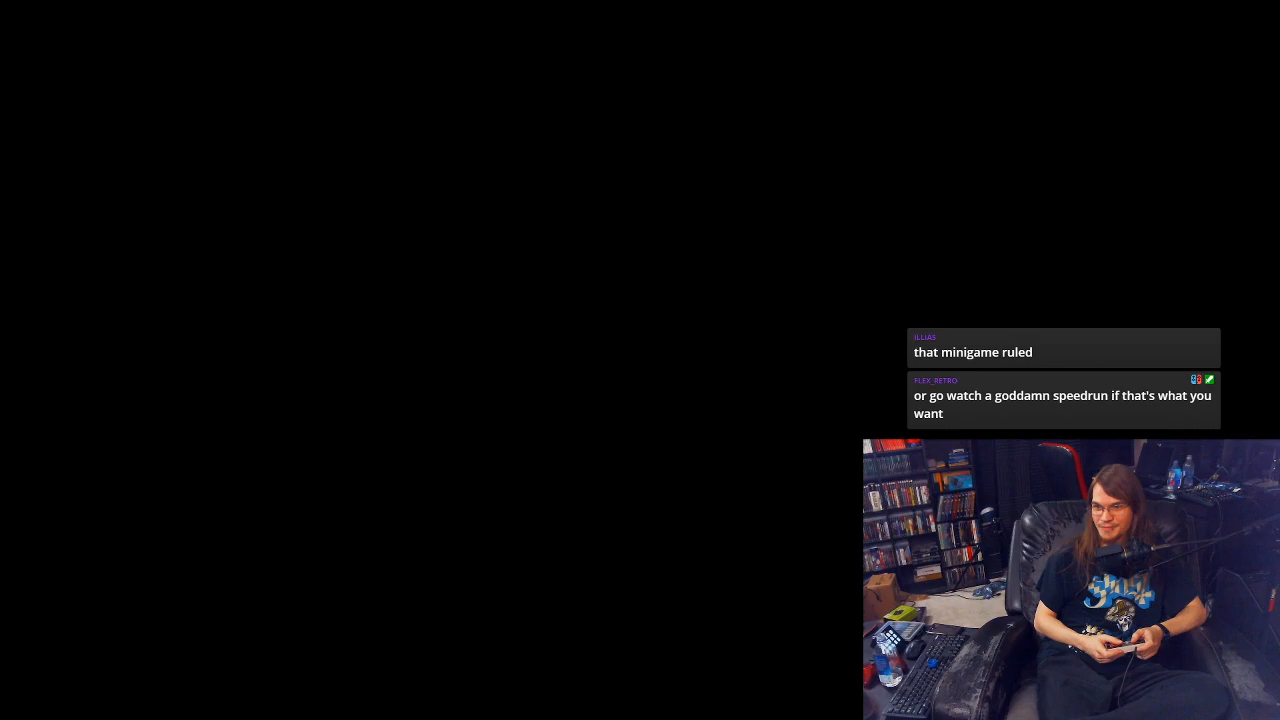 ILLIAS
that minigame ruled
FLEX_RETRO
or go watch a goddamn speedrun if that's what you
want